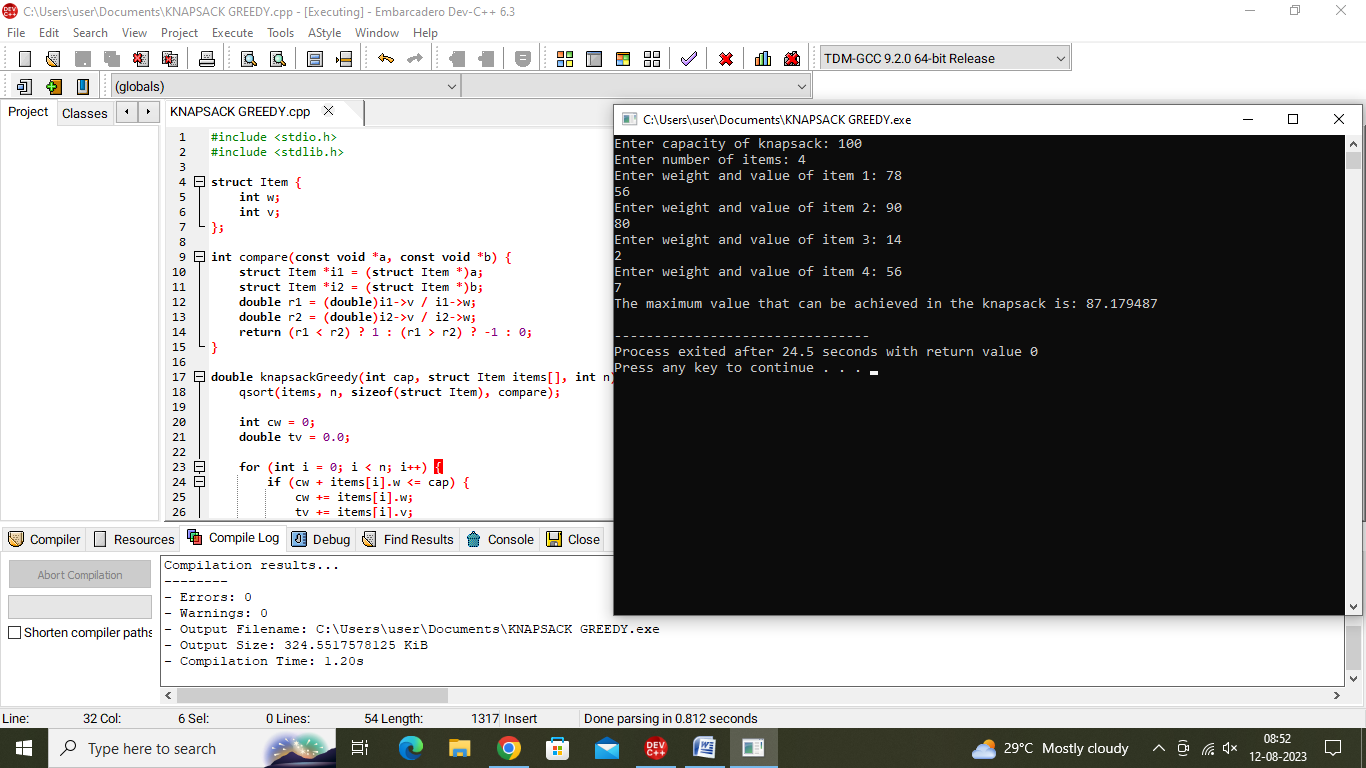 C:\Users\user\Documents\KNAPSACK GREEDY.cpp - [Executing] - Embarcadero Dev-C++ 6.3
File Edit Search View Project Execute Tools AStyle Window Help
TDM-GCC 9.2.0 64-bit Release
(globals)
Project Classes
KNAPSACK GREEDY.cpp
1 #include <stdio.h>
2 #include <stdlib.h>
3
4 struct Item {
5 int w;
6 int v;
7 };
8
9 int compare(const void *a, const void *b) {
10 struct Item *i1 = (struct Item *)a;
11 struct Item *i2 = (struct Item *)b;
12 double r1 = (double)i1->v / i1->w;
13 double r2 = (double)i2->v / i2->w;
14 return (r1 < r2) ? 1 : (r1 > r2) ? -1 : 0;
15 }
16
17 double knapsackGreedy(int cap, struct Item items[], int n)
18 qsort(items, n, sizeof(struct Item), compare);
19
20 int cw = 0;
21 double tv = 0.0;
22
23 for (int i = 0; i < n; i++) {
24 if (cw + items[i].w <= cap) {
25 cw += items[i].w;
26 tv += items[i].v;
C:\Users\user\Documents\KNAPSACK GREEDY.exe
Enter capacity of knapsack: 100
Enter number of items: 4
Enter weight and value of item 1: 78
56
Enter weight and value of item 2: 90
80
Enter weight and value of item 3: 14
2
Enter weight and value of item 4: 56
7
The maximum value that can be achieved in the knapsack is: 87.179487
--------------------------------
Process exited after 24.5 seconds with return value 0
Press any key to continue . . .
Compiler Resources Compile Log Debug Find Results Console Close
Abort Compilation
Shorten compiler paths
Compilation results...
--------
- Errors: 0
- Warnings: 0
- Output Filename: C:\Users\user\Documents\KNAPSACK GREEDY.exe
- Output Size: 324.5517578125 KiB
- Compilation Time: 1.20s
Line: 32 Col: 6 Sel: 0 Lines: 54 Length: 1317 Insert Done parsing in 0.812 seconds
Type here to search
29°C Mostly cloudy
08:52
12-08-2023